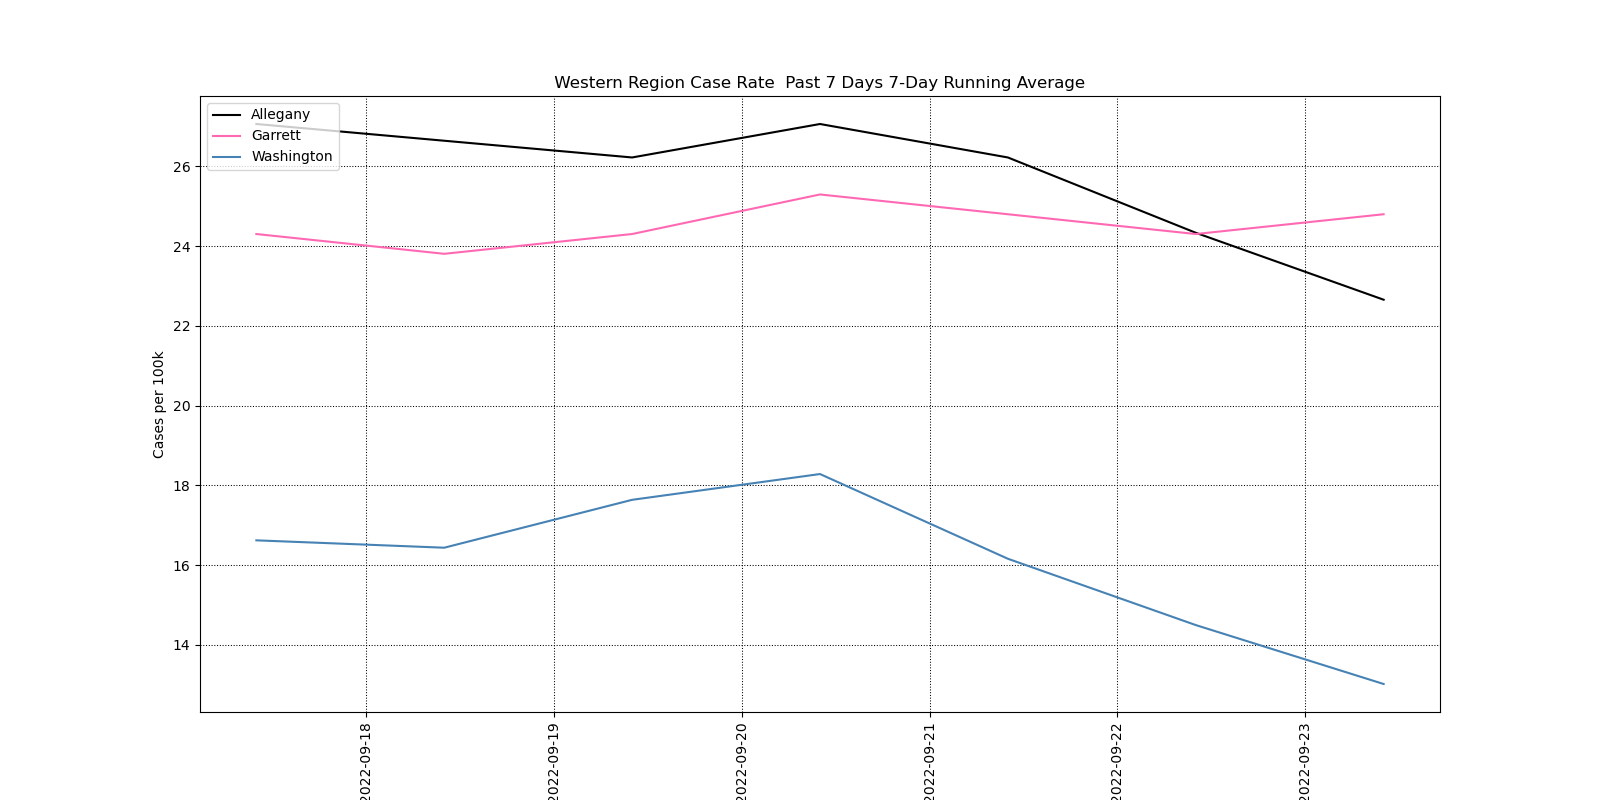 Western Region Case Rate  Past 7 Days 7-Day Running Average
Allegany
Garrett
Washington
26
24
22
20
18
16
14
Cases per 100k
2022-09-18
2022-09-19
2022-09-20
2022-09-21
2022-09-22
2022-09-23